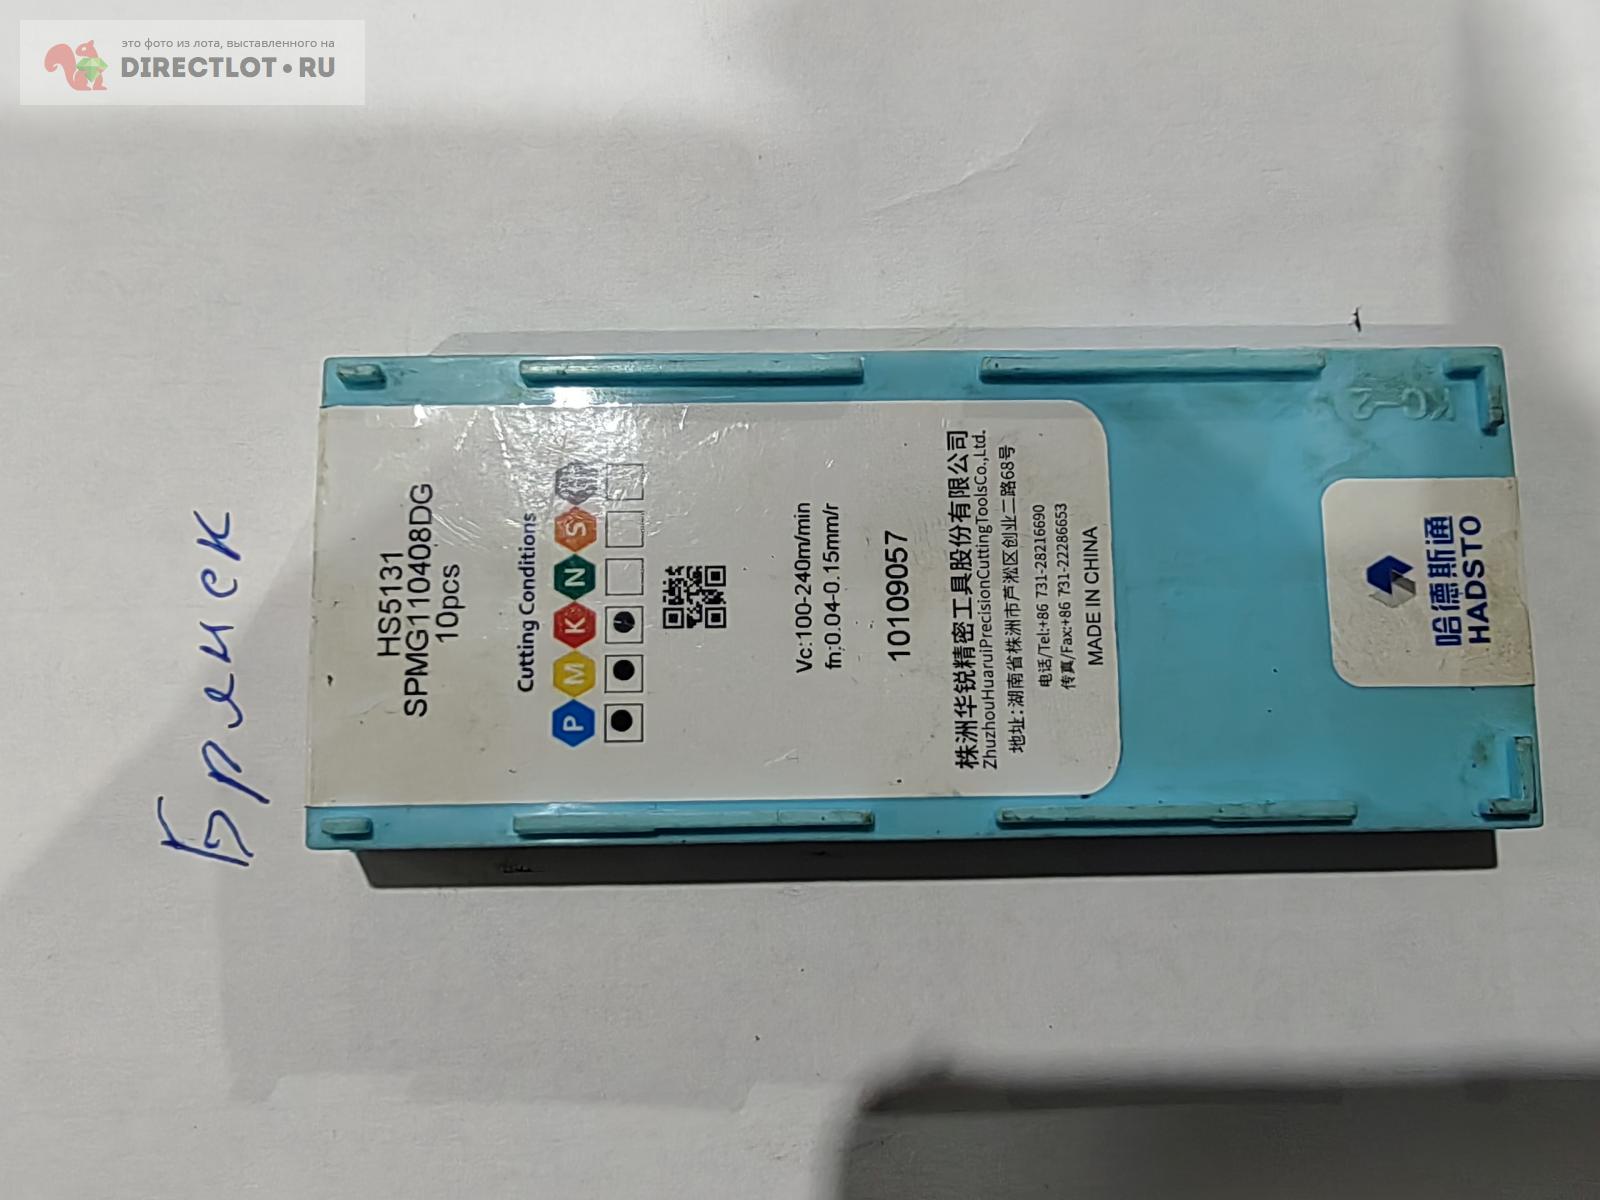 это фото из лота, выставленного на
DIRECTLOT•RU
Брянск
HS5131
SPMG110408DG
10pcs
Cutting Conditions
P M K N S H
Vc:100-240m/min
fn:0.04-0.15mm/r
10109057
株洲华锐精密工具股份有限公司
ZhuzhouHuaruiPrecisionCuttingToolsCo.,Ltd.
地址:湖南省株洲市芦淞区创业二路68号
电话/Tel:+86 731-28216690
传真/Fax:+86 731-22286653
MADE IN CHINA
哈德斯通
HADSTO